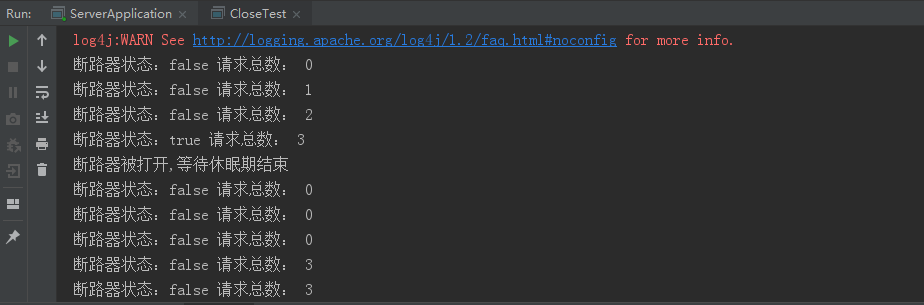 Run: ServerApplication × CloseTest ×
log4j:WARN See http://logging.apache.org/log4j/1.2/faq.html#noconfig for more info.
断路器状态：false 请求总数： 0
断路器状态：false 请求总数： 1
断路器状态：false 请求总数： 2
断路器状态：true 请求总数： 3
断路器被打开,等待休眠期结束
断路器状态：false 请求总数： 0
断路器状态：false 请求总数： 0
断路器状态：false 请求总数： 0
断路器状态：false 请求总数： 3
断路器状态：false 请求总数： 3